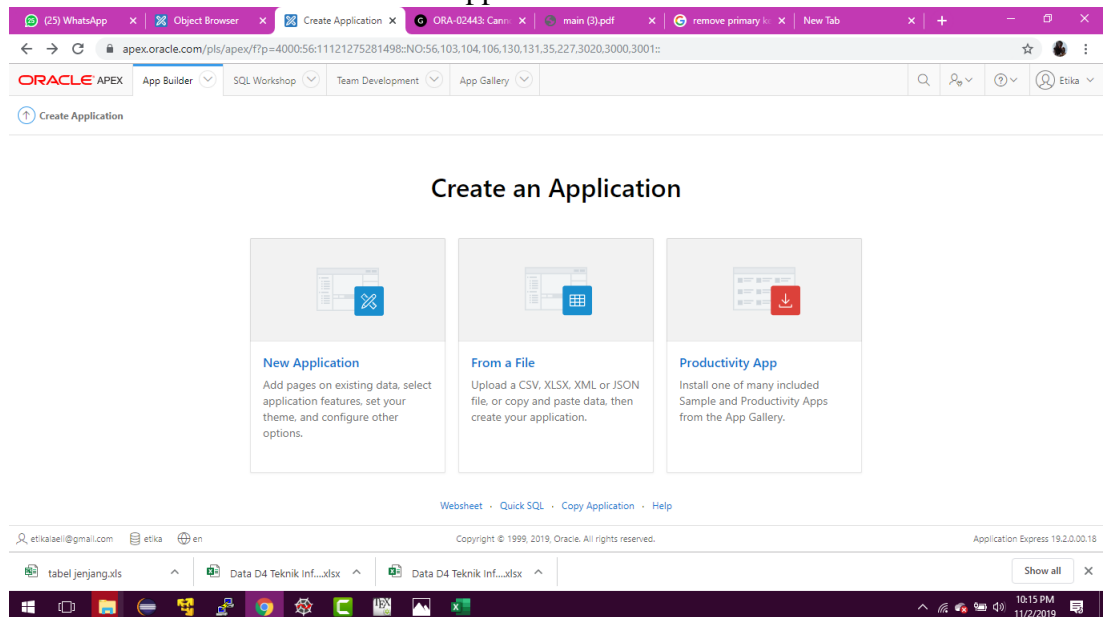 (25) WhatsApp
Object Browser
Create Application
ORA-02443: Cann
main (3).pdf
remove primary k
New Tab
apex.oracle.com/pls/apex/f?p=4000:56:11121275281498::NO:56,103,104,106,130,131,35,227,3020,3000,3001::
ORACLE APEX
App Builder
SQL Workshop
Team Development
App Gallery
Etika
Create Application
Create an Application
New Application
Add pages on existing data, select
application features, set your
theme, and configure other
options.
From a File
Upload a CSV, XLSX, XML or JSON
file, or copy and paste data, then
create your application.
Productivity App
Install one of many included
Sample and Productivity Apps
from the App Gallery.
Websheet · Quick SQL · Copy Application · Help
etikalaeli@gmail.com
etika
en
Copyright © 1999, 2019, Oracle. All rights reserved.
Application Express 19.2.0.00.18
tabel jenjang.xls
Data D4 Teknik Inf....xlsx
Data D4 Teknik Inf....xlsx
Show all
10:15 PM
11/2/2019